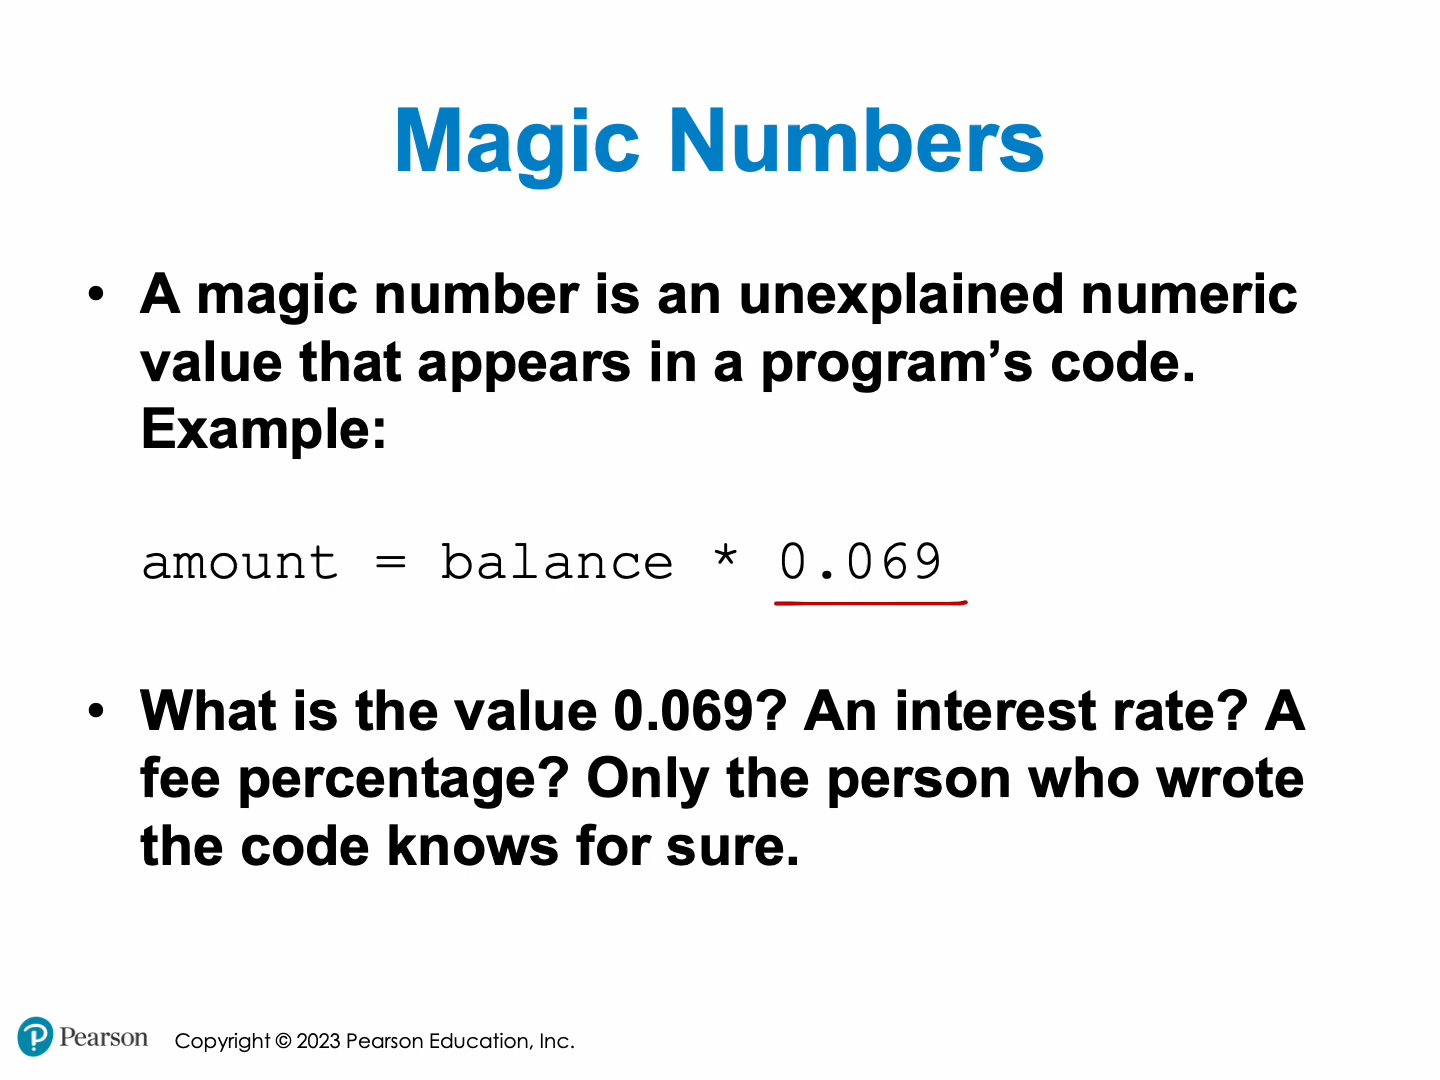 Magic Numbers
• A magic number is an unexplained numeric
value that appears in a program’s code.
Example:
amount = balance * 0.069
• What is the value 0.069? An interest rate? A
fee percentage? Only the person who wrote
the code knows for sure.
P Pearson Copyright © 2023 Pearson Education, Inc.